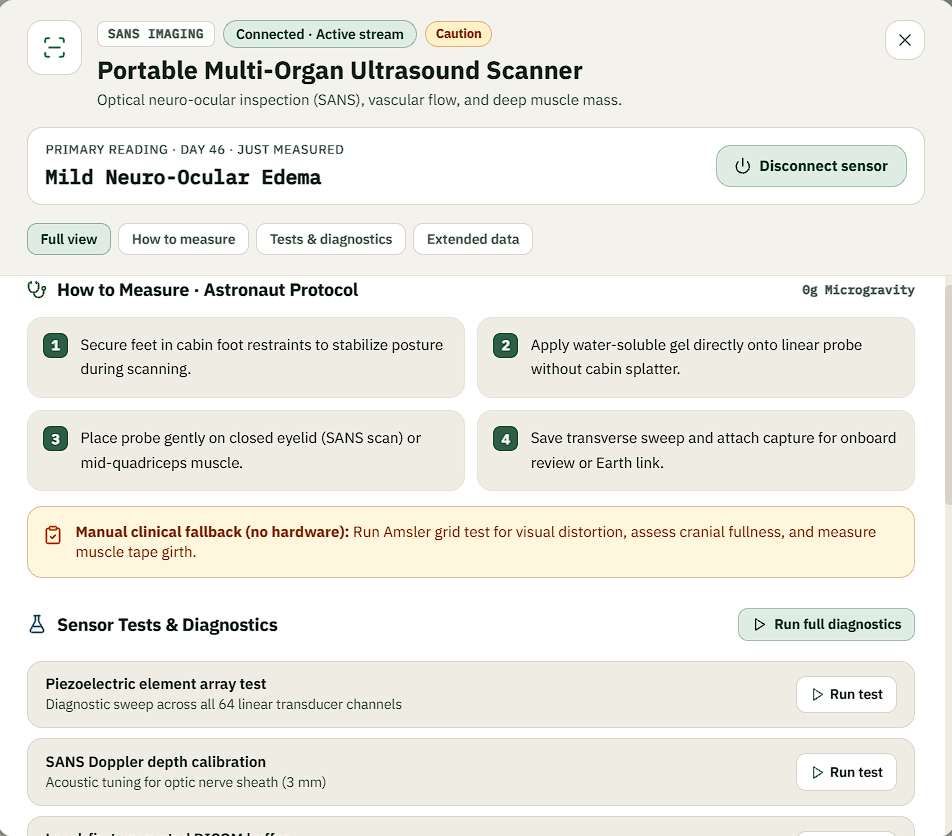 SANS IMAGING
Connected · Active stream
Caution
Portable Multi-Organ Ultrasound Scanner
Optical neuro-ocular inspection (SANS), vascular flow, and deep muscle mass.
PRIMARY READING · DAY 46 · JUST MEASURED
Mild Neuro-Ocular Edema
Disconnect sensor
Full view
How to measure
Tests & diagnostics
Extended data
How to Measure · Astronaut Protocol
0g Microgravity
1
Secure feet in cabin foot restraints to stabilize posture
during scanning.
2
Apply water-soluble gel directly onto linear probe
without cabin splatter.
3
Place probe gently on closed eyelid (SANS scan) or
mid-quadriceps muscle.
4
Save transverse sweep and attach capture for onboard
review or Earth link.
Manual clinical fallback (no hardware): Run Amsler grid test for visual distortion, assess cranial fullness, and measure
muscle tape girth.
Sensor Tests & Diagnostics
Run full diagnostics
Piezoelectric element array test
Diagnostic sweep across all 64 linear transducer channels
Run test
SANS Doppler depth calibration
Acoustic tuning for optic nerve sheath (3 mm)
Run test